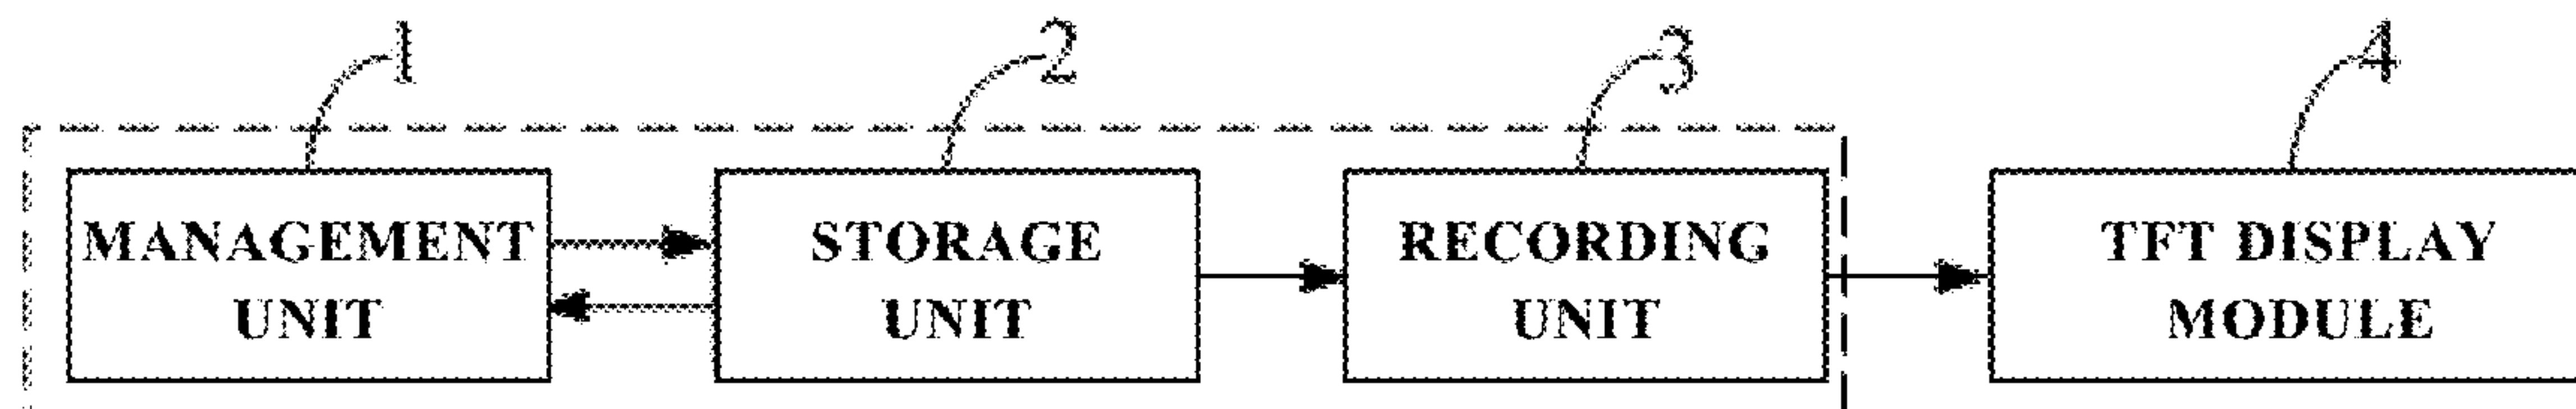 1 2 3 4
MANAGEMENT UNIT
STORAGE UNIT
RECORDING UNIT
TFT DISPLAY MODULE